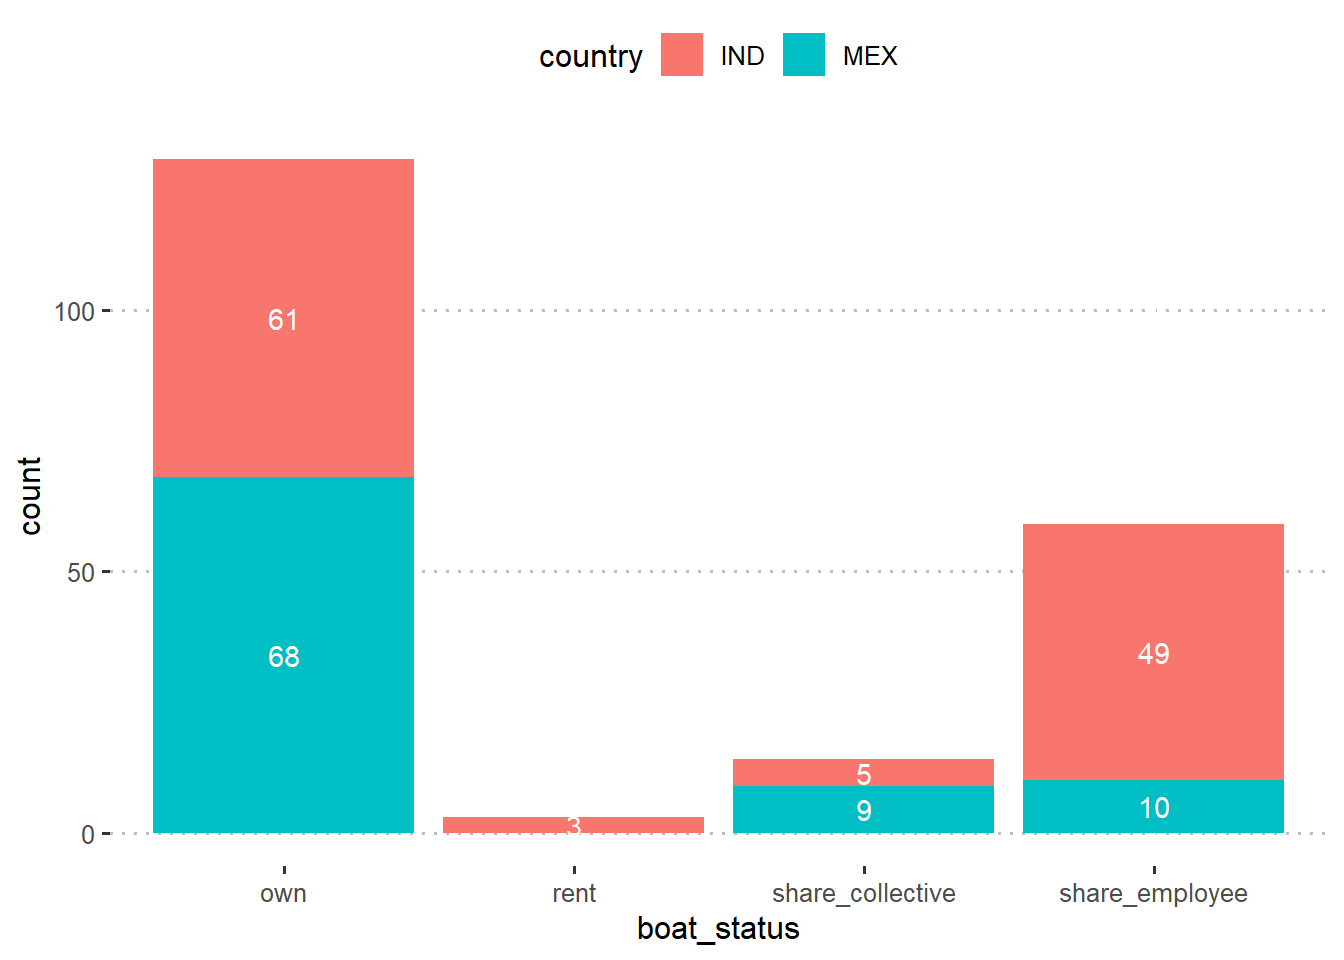 country IND MEX
100
50
0
count
61
68
3
5
9
49
10
own rent share_collective share_employee
boat_status